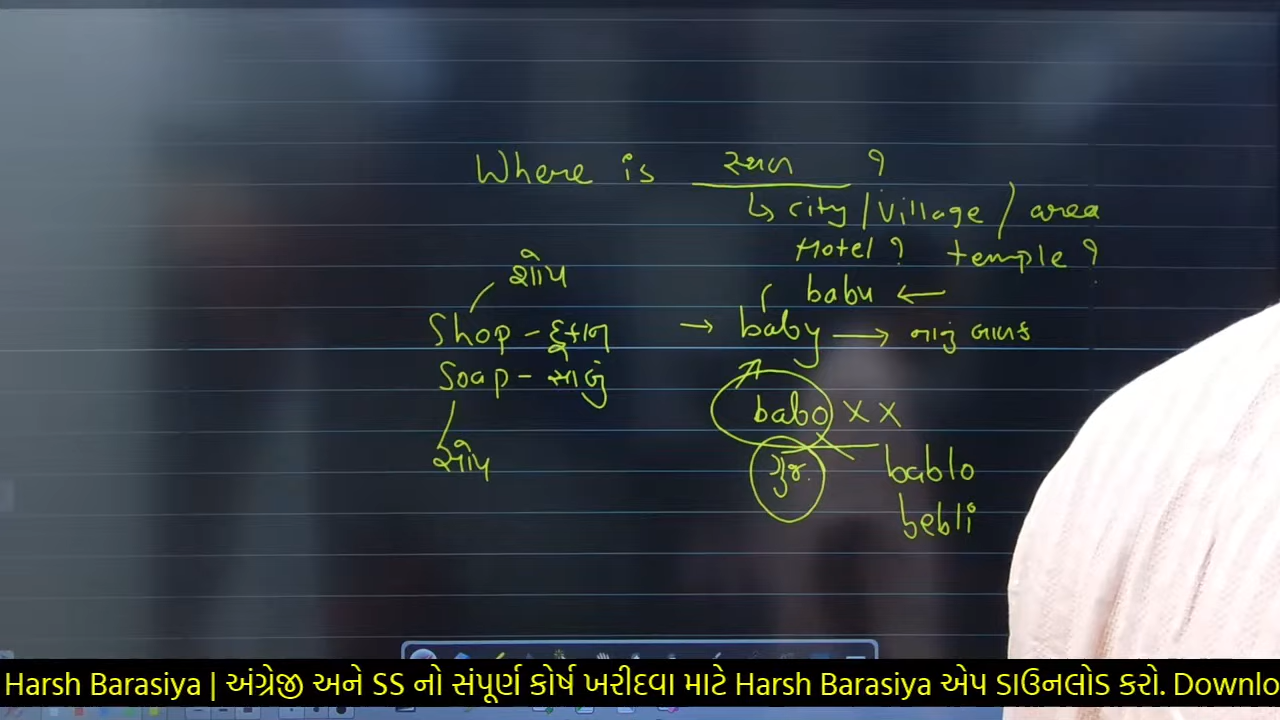 Where is સ્થળ ?
↳ city / village / area
Hotel ? temple ?
શોપ
babu ←
Shop - દુકાન → baby → નાનું બાળક
Soap - સાબું
babo X X
સોપ ગુજ. bablo
bebli
Harsh Barasiya | અંગ્રેજી અને SS નો સંપૂર્ણ કોર્ષ ખરીદવા માટે Harsh Barasiya એપ ડાઉનલોડ કરો. Downlo